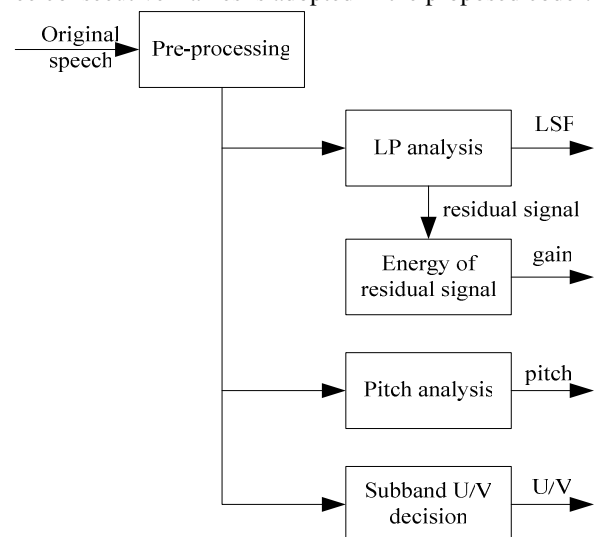 Original
speech
Pre-processing
LSF
LP analysis
residual signal
gain
Energy of
residual signal
pitch
Pitch analysis
U/V
Subband U/V
decision